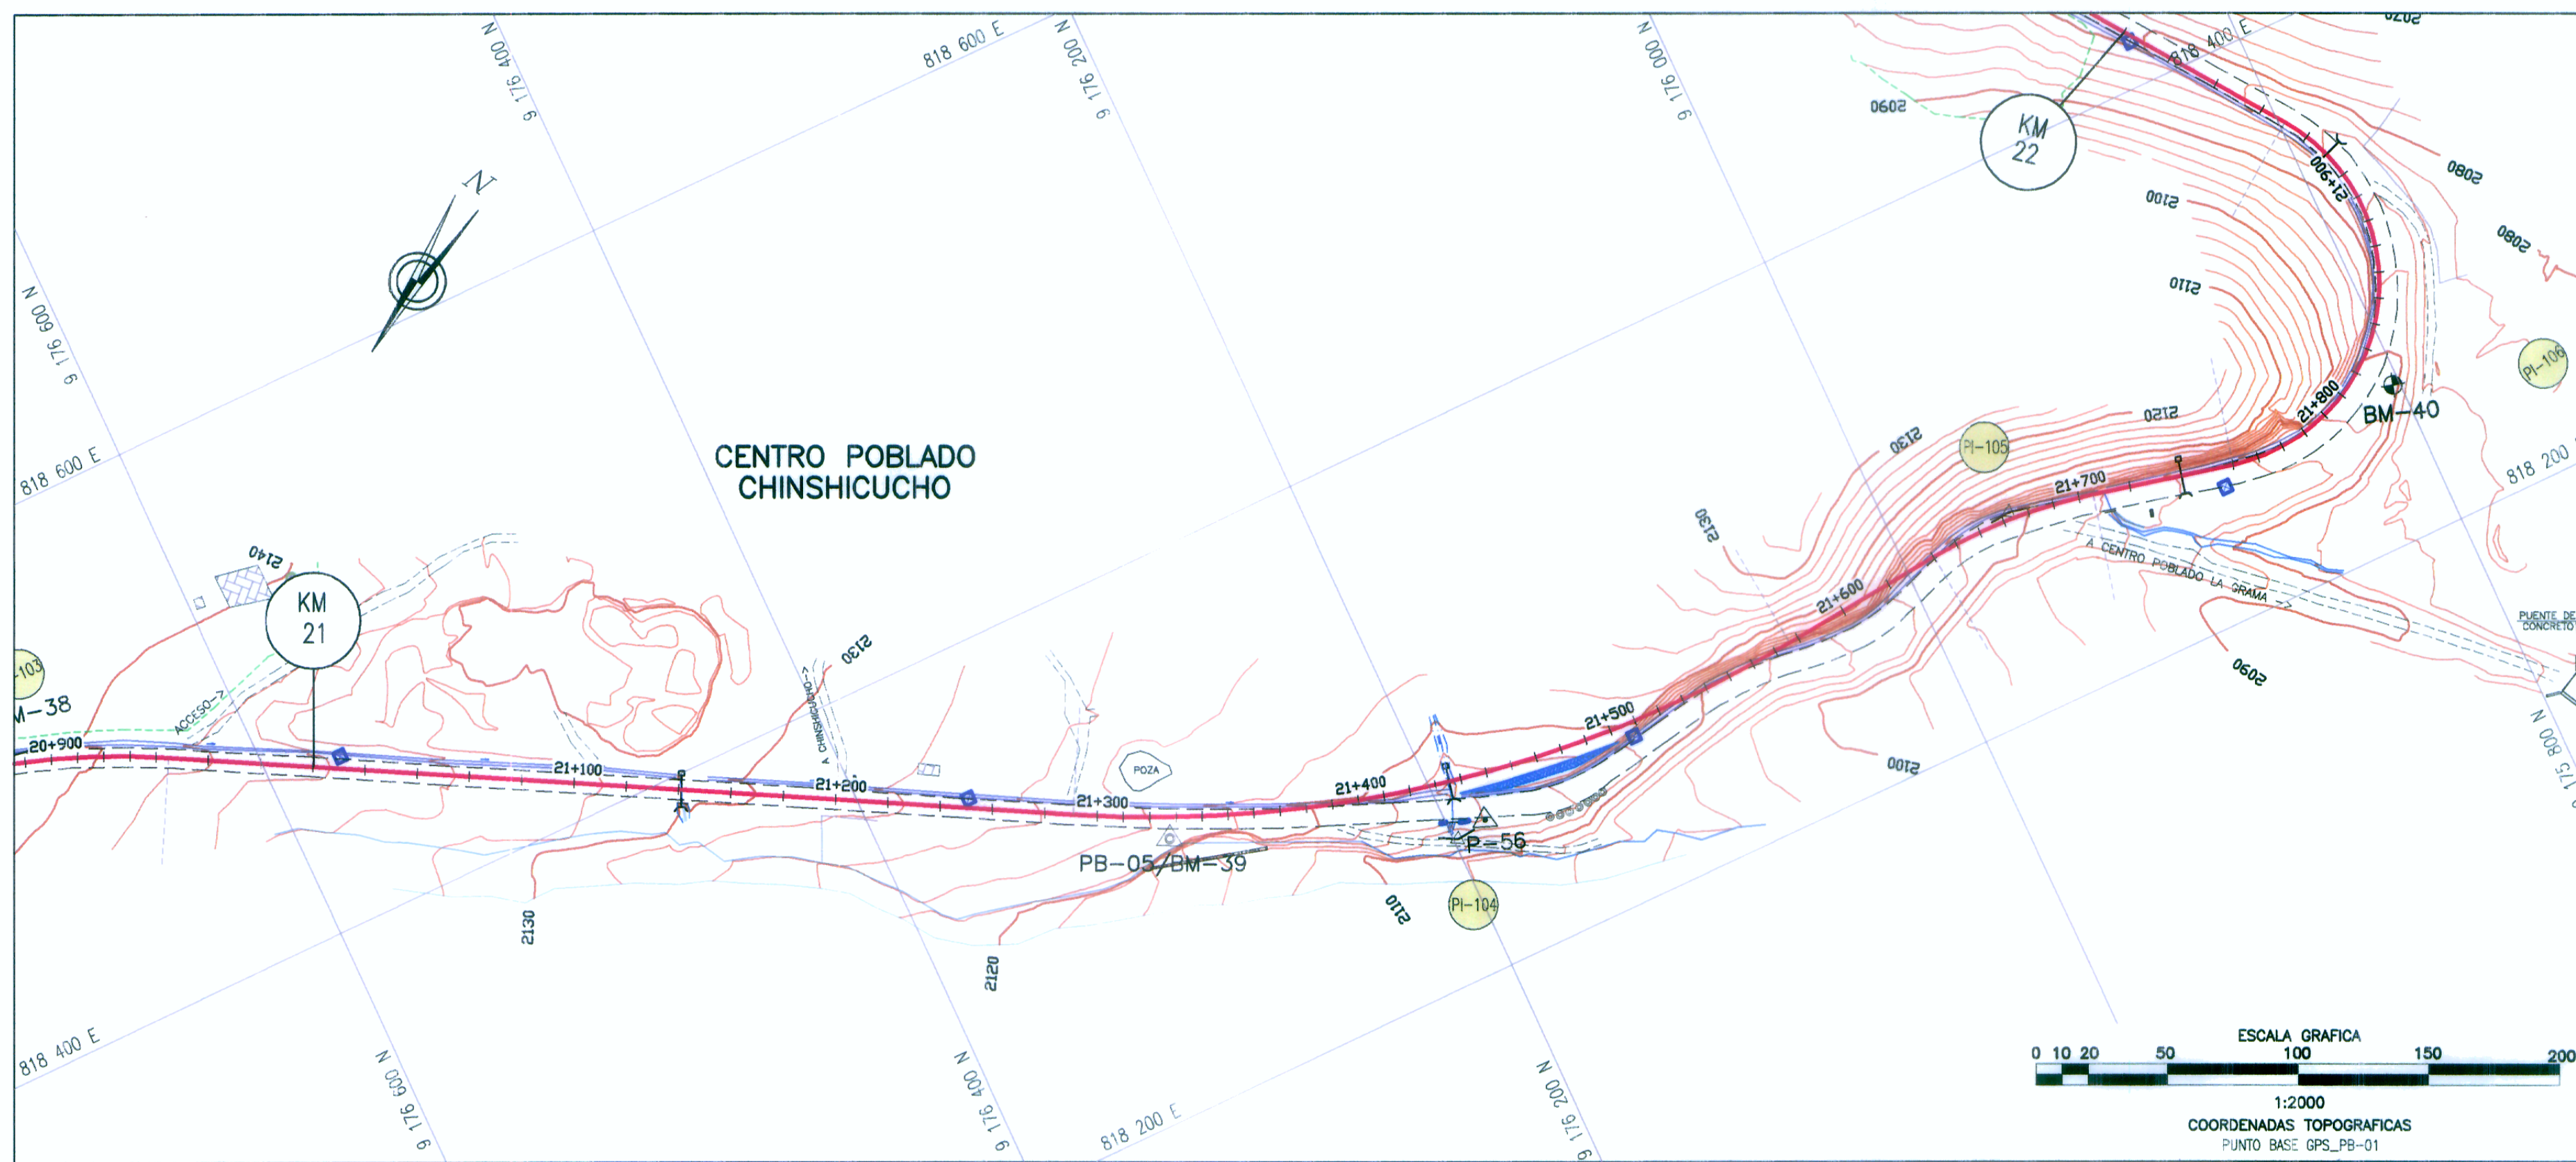 9 176 400 N
818 600 E
9 176 200 N
9 176 000 N
818 400 E
2070
KM
22
2090
21+900
2080
2100
2080
2110
N
9 176 600 N
PI-106
21+800
BM-40
2120
2130
PI-105
818 200
CENTRO POBLADO
CHINSHICUCHO
818 600 E
21+700
2130
2140
A CENTRO POBLADO LA GRAMA -->
21+600
KM
21
PUENTE DE
CONCRETO
2130
2090
-103
M-38
ACCESO->
A CHINSHICUCHO->
20+900
21+100
21+200
POZA
21+300
21+400
21+500
2100
9 175 800 N
PB-05/BM-39
P-56
PI-104
2110
2130
2120
818 400 E
9 176 600 N
9 176 400 N
818 200 E
9 176 200 N
ESCALA GRAFICA
0 10 20 50 100 150 200
1:2000
COORDENADAS TOPOGRAFICAS
PUNTO BASE GPS_PB-01